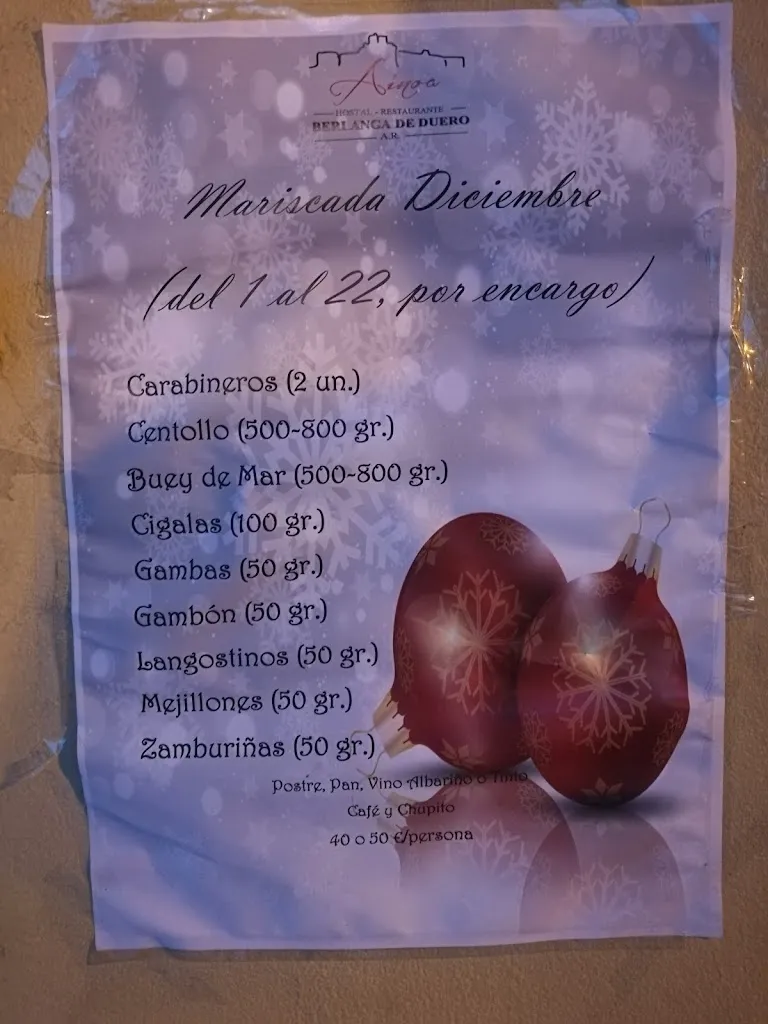 Ainoa
HOSTAL - RESTAURANTE
BERLANGA DE DUERO
A.R.
Mariscada Diciembre
(del 1 al 22, por encargo)
Carabineros (2 un.)
Centollo (500-800 gr.)
Buey de Mar (500-800 gr.)
Cigalas (100 gr.)
Gambas (50 gr.)
Gambón (50 gr.)
Langostinos (50 gr.)
Mejillones (50 gr.)
Zamburiñas (50 gr.)
Postre, Pan, Vino Albariño o Tinto
Café y Chupito
40 o 50 €/persona